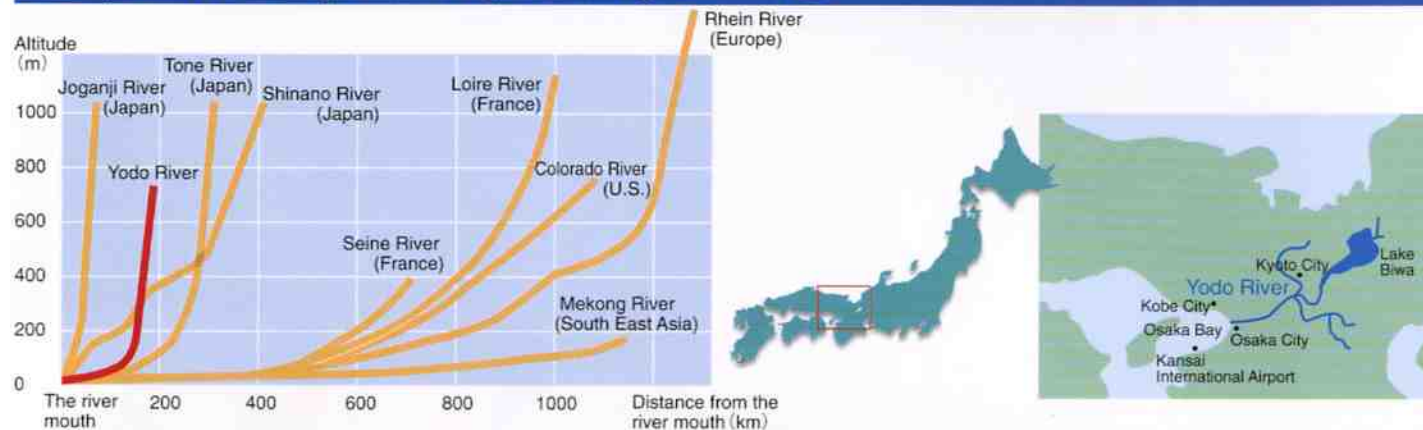 Altitude
(m)
1000
800
600
400
200
0
Joganji River
(Japan)
Tone River
(Japan)
Shinano River
(Japan)
Yodo River
Seine River
(France)
Loire River
(France)
Colorado River
(U.S.)
Mekong River
(South East Asia)
Rhein River
(Europe)
The river
mouth
200
400
600
800
1000
Distance from the
river mouth (km)
Kyoto City
Lake
Biwa
Yodo River
Kobe City
Osaka Bay
Osaka City
Kansai
International Airport